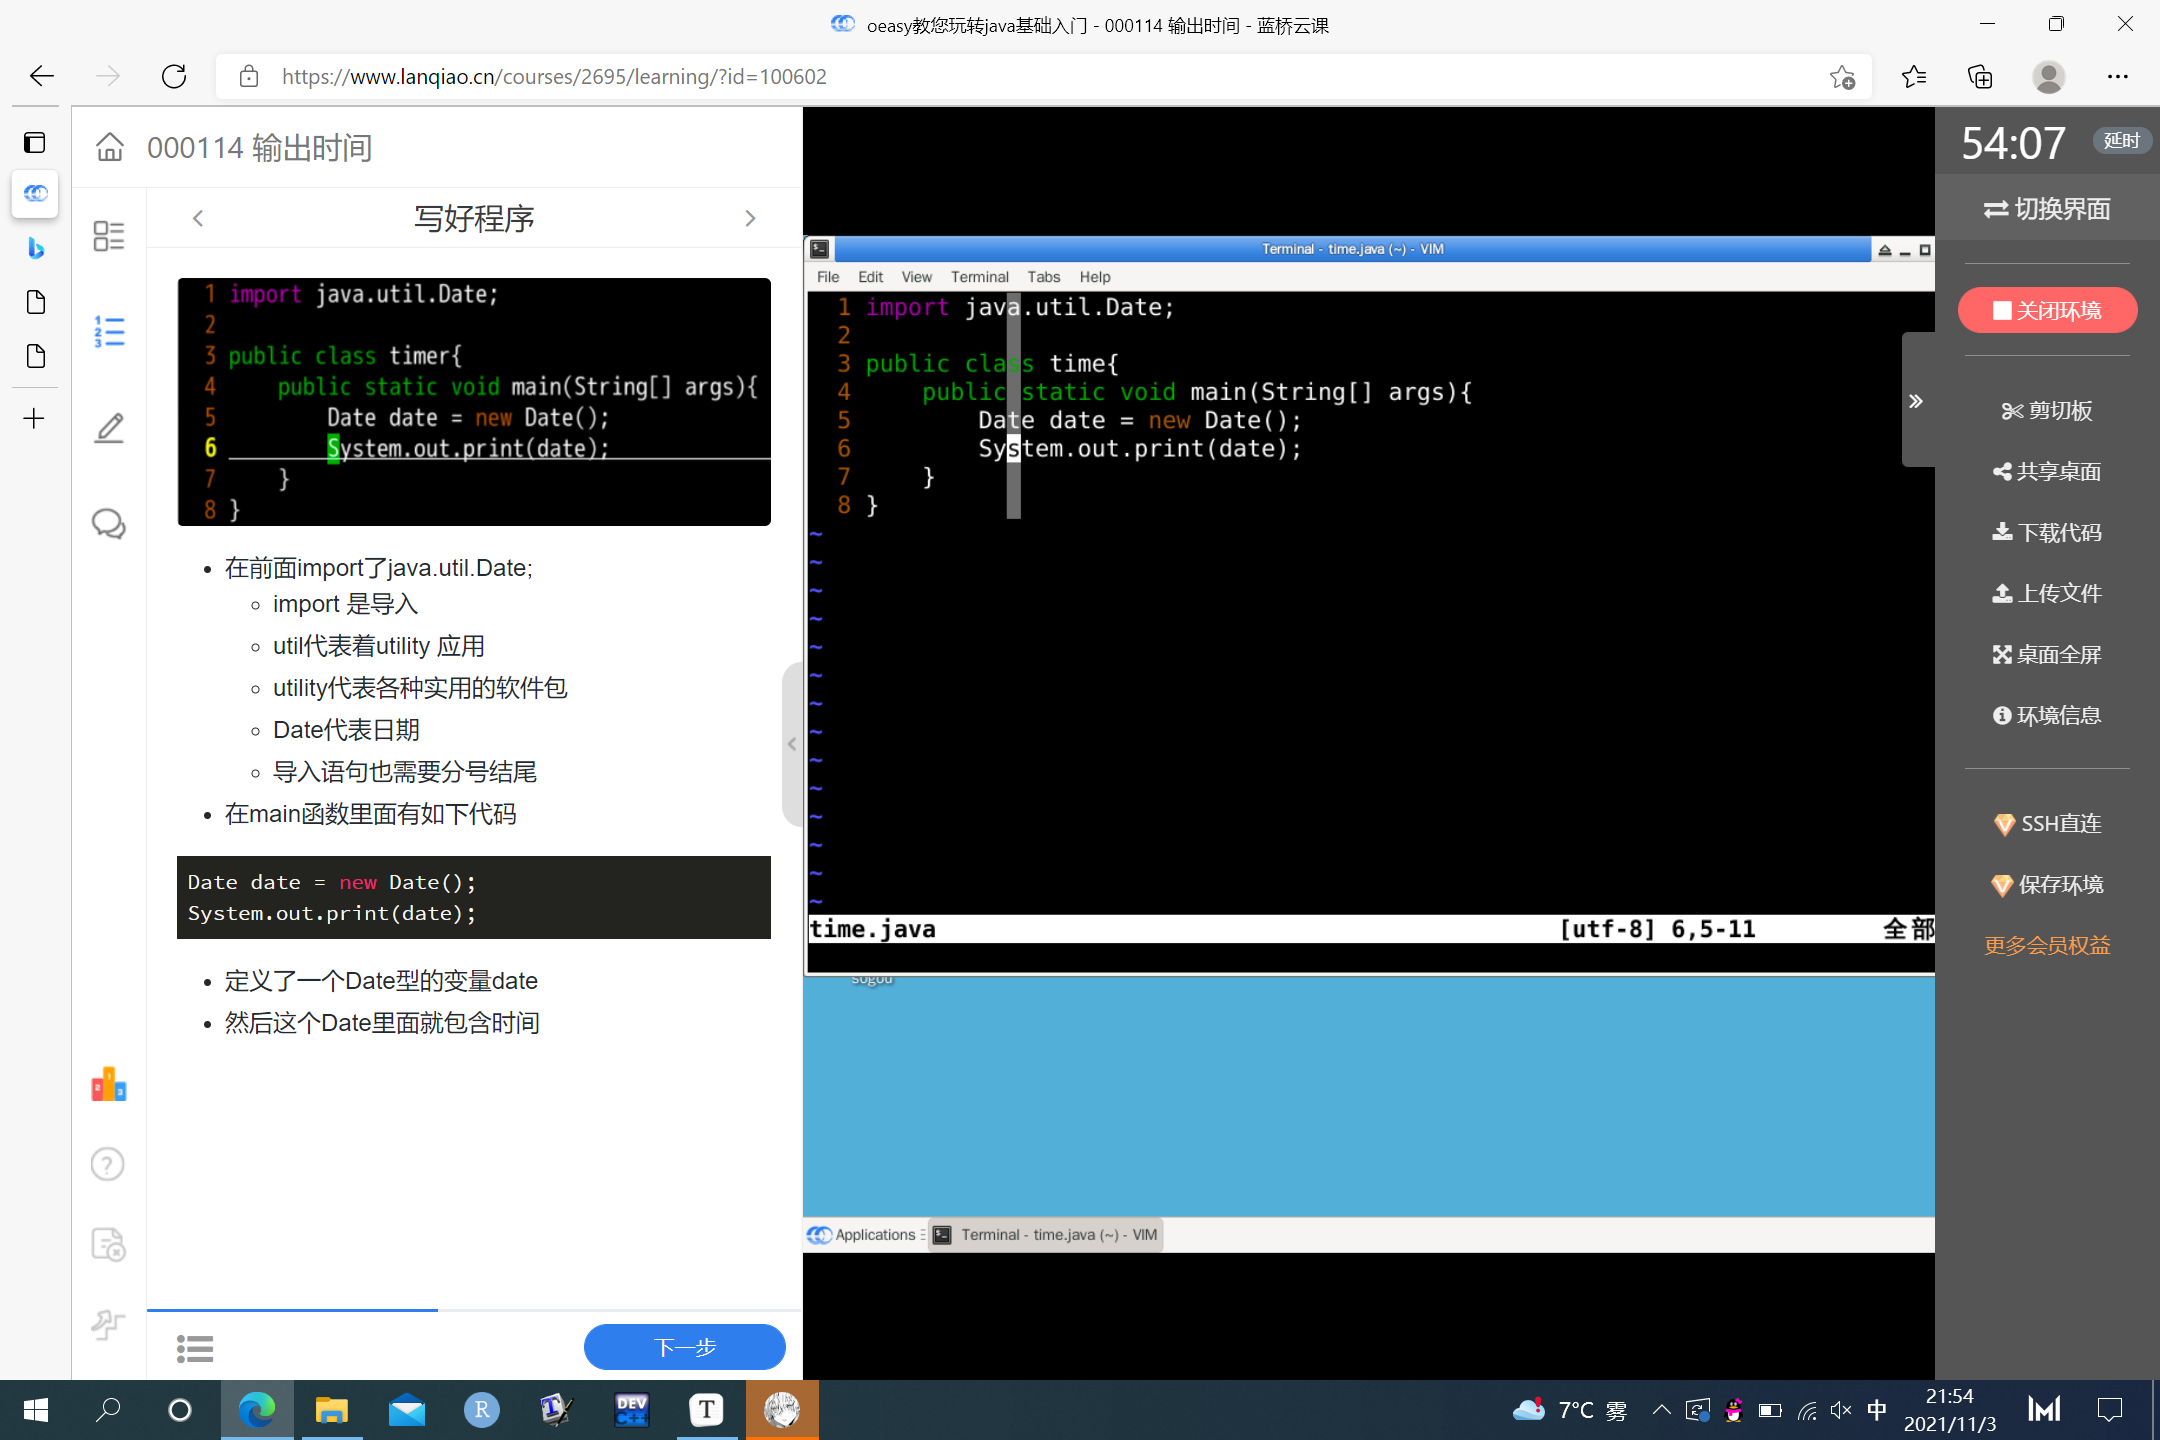 oeasy教您玩转java基础入门 - 000114 输出时间 - 蓝桥云课
https://www.lanqiao.cn/courses/2695/learning/?id=100602
000114 输出时间
写好程序
1 import java.util.Date;
2
3 public class timer{
4 public static void main(String[] args){
5 Date date = new Date();
6 System.out.print(date);
7 }
8 }
在前面import了java.util.Date;
import 是导入
util代表着utility 应用
utility代表各种实用的软件包
Date代表日期
导入语句也需要分号结尾
在main函数里面有如下代码
Date date = new Date();
System.out.print(date);
定义了一个Date型的变量date
然后这个Date里面就包含时间
下一步
Terminal - time.java (~) - VIM
File Edit View Terminal Tabs Help
1 import java.util.Date;
2
3 public class time{
4 public static void main(String[] args){
5 Date date = new Date();
6 System.out.print(date);
7 }
8 }
~
~
~
~
~
~
~
~
~
~
~
~
~
~
time.java [utf-8] 6,5-11 全部
sogou
Applications Terminal - time.java (~) - VIM
54:07 延时
切换界面
关闭环境
剪切板
共享桌面
下载代码
上传文件
桌面全屏
环境信息
SSH直连
保存环境
更多会员权益
R
DEV
C++
T
7°C 雾
中
21:54
2021/11/3